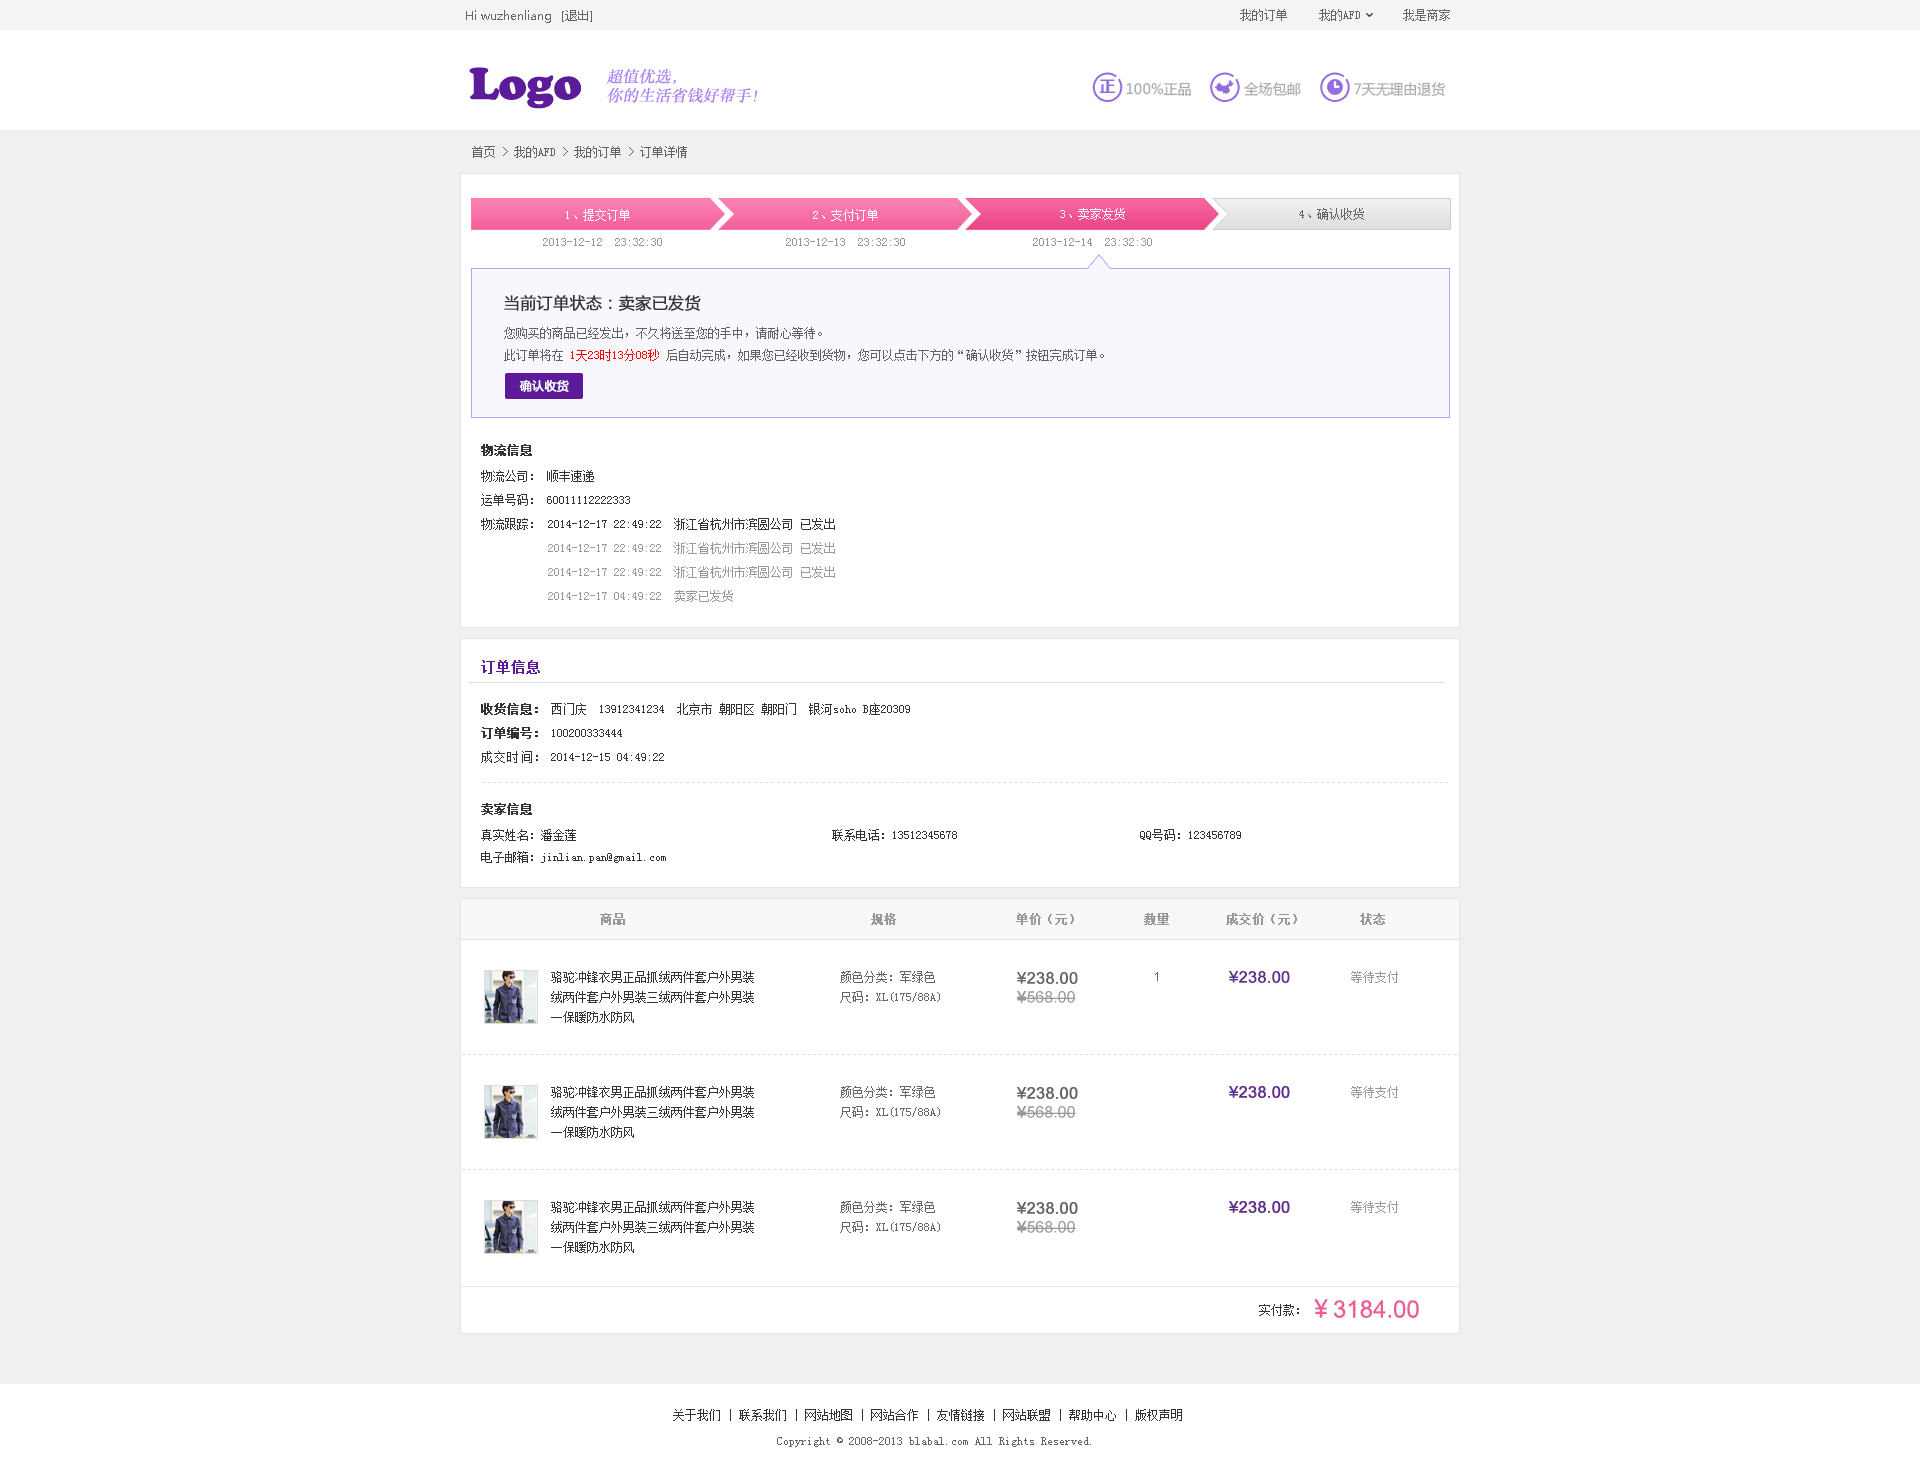 Hi wuzhenliang [退出]
我的订单 我的AFD 我是商家
Logo
超值优选,
你的生活省钱好帮手!
正 100%正品 全场包邮 7天无理由退货
首页 > 我的AFD > 我的订单 > 订单详情
1、提交订单 2、支付订单 3、卖家发货 4、确认收货
2013-12-12 23:32:30 2013-12-13 23:32:30 2013-12-14 23:32:30
当前订单状态：卖家已发货
您购买的商品已经发出，不久将送至您的手中，请耐心等待。
此订单将在 1天23时13分08秒 后自动完成，如果您已经收到货物，您可以点击下方的“确认收货”按钮完成订单。
确认收货
物流信息
物流公司： 顺丰速递
运单号码： 60011112222333
物流跟踪： 2014-12-17 22:49:22 浙江省杭州市滨圆公司 已发出
2014-12-17 22:49:22 浙江省杭州市滨圆公司 已发出
2014-12-17 22:49:22 浙江省杭州市滨圆公司 已发出
2014-12-17 04:49:22 卖家已发货
订单信息
收货信息： 西门庆 13912341234 北京市 朝阳区 朝阳门 银河soho B座20309
订单编号： 100200333444
成交时间： 2014-12-15 04:49:22
卖家信息
真实姓名：潘金莲 联系电话：13512345678 QQ号码：123456789
电子邮箱：jinlian.pan@gmail.com
商品 规格 单价（元） 数量 成交价（元） 状态
骆驼冲锋衣男正品抓绒两件套户外男装 颜色分类：军绿色 ¥238.00 1 ¥238.00 等待支付
绒两件套户外男装三绒两件套户外男装 尺码：XL(175/88A) ¥568.00
一保暖防水防风
骆驼冲锋衣男正品抓绒两件套户外男装 颜色分类：军绿色 ¥238.00 ¥238.00 等待支付
绒两件套户外男装三绒两件套户外男装 尺码：XL(175/88A) ¥568.00
一保暖防水防风
骆驼冲锋衣男正品抓绒两件套户外男装 颜色分类：军绿色 ¥238.00 ¥238.00 等待支付
绒两件套户外男装三绒两件套户外男装 尺码：XL(175/88A) ¥568.00
一保暖防水防风
实付款： ¥3184.00
关于我们 | 联系我们 | 网站地图 | 网站合作 | 友情链接 | 网站联盟 | 帮助中心 | 版权声明
Copyright © 2008-2013 blabal.com All Rights Reserved.